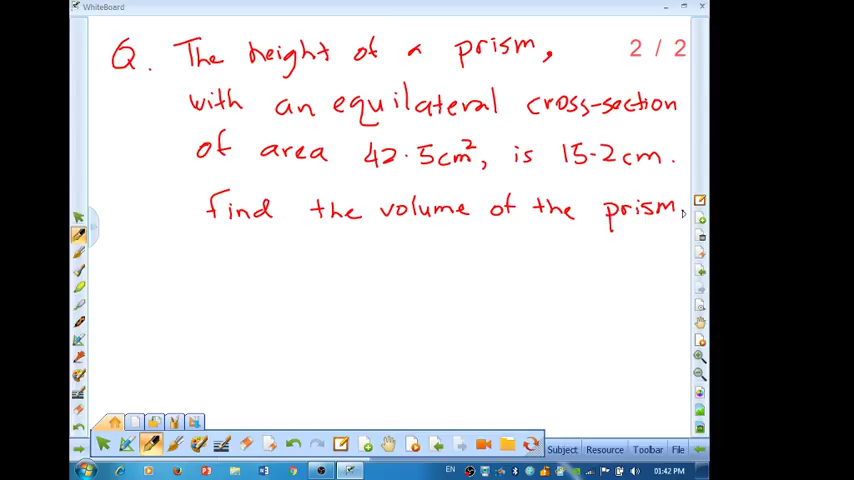 WhiteBoard
Q. The height of a prism,
2 / 2
with an equilateral cross-section
of area 42.5cm², is 15.2cm.
Find the volume of the prism.
Subject Resource Toolbar File
EN
01:42 PM